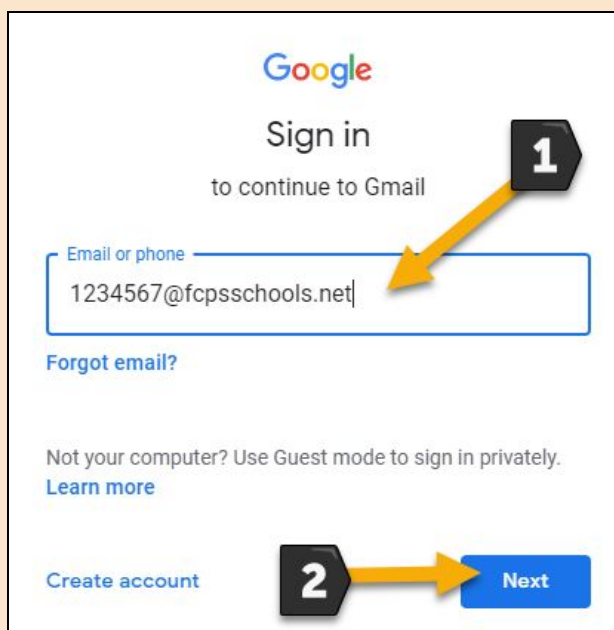 Google
Sign in
1
to continue to Gmail
Email or phone
1234567@fcpsschools.net
Forgot email?
Not your computer? Use Guest mode to sign in privately.
Learn more
Create account
2
Next